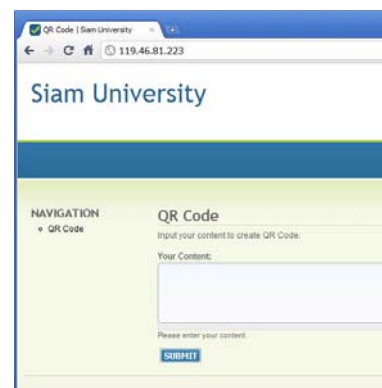 QR Code | Siam University
119.46.81.223
Siam University
NAVIGATION
QR Code
QR Code
Input your content to create QR Code.
Your Content:
Please enter your content.
SUBMIT